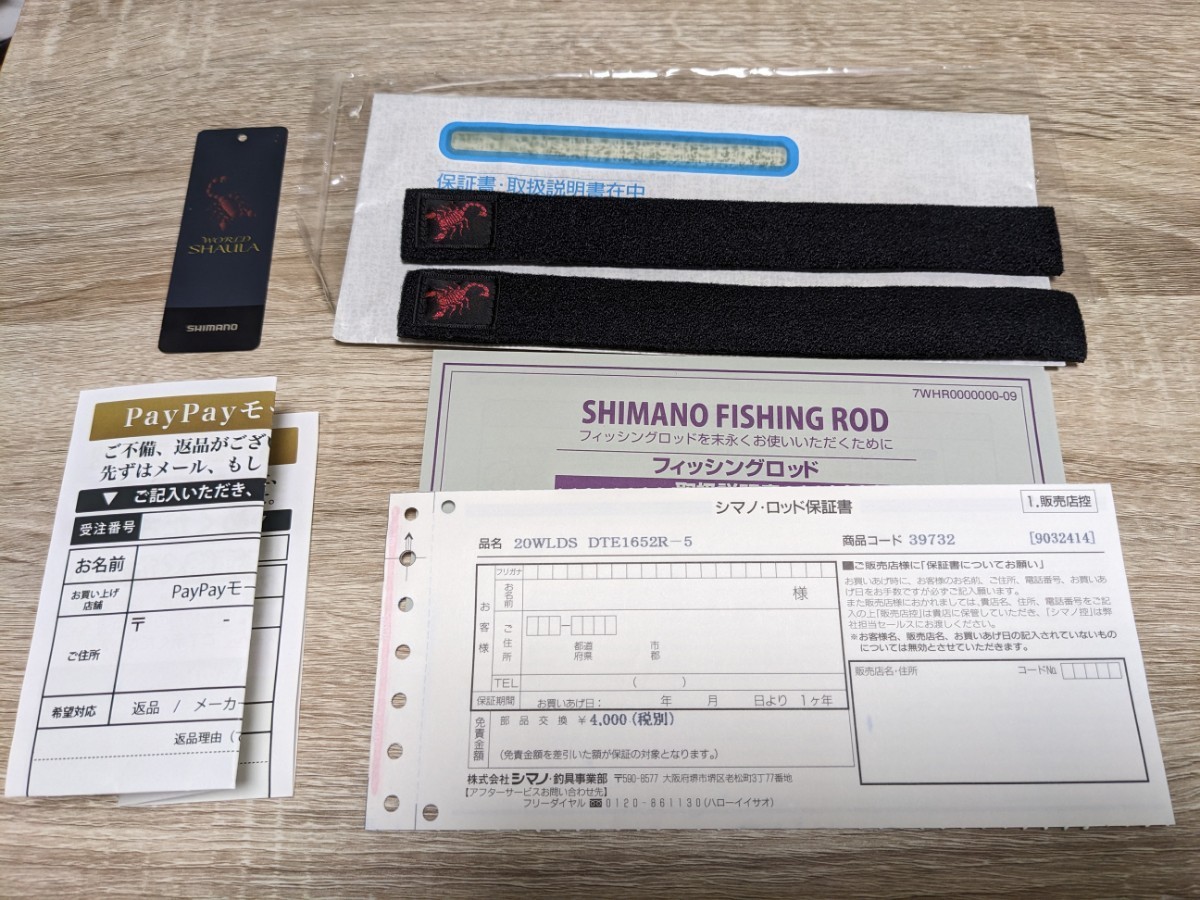 WORLD
SHAULA
SHIMANO
保証書・取扱説明書在中
7WHR0000000-09
SHIMANO FISHING ROD
フィッシングロッドを末永くお使いいただくために
フィッシングロッド
PayPayモ
ご不備、返品がござ
先ずはメール、もし
▼ ご記入いただき、
受注番号
お名前
お買い上げ
店舗
PayPayモー
ご住所
〒 -
希望対応
返品 / メーカ
返品理由（
シマノ・ロッド保証書
1.販売店控
品名 20WLDS DTE1652R-5
商品コード 39732 [9032414]
お客様
フリガナ
お名前
様
ご住所
都道
府県
市
郡
TEL ( )
保証期間 お買いあげ日： 年 月 日より 1ヶ年
免責金額
部品交換 ￥4,000(税別)
(免責金額を差引いた額が保証の対象となります。)
■ご販売店様に「保証書についてお願い」
お買いあげ時に、お客様のお名前、ご住所、電話番号、お買いあ
げ日をお手数ですが必ずご記入願います。
また販売店様におかれましては、貴店名、住所、電話番号をご記
入の上「販売店控」は貴店に保管していただき、「シマノ控」は弊
社担当セールスにお渡しください。
※お客様名、販売店名、お買いあげ日の記入されていないもの
については無効とさせていただきます。
販売店名・住所 コードNo.
株式会社シマノ・釣具事業部 〒590-8577 大阪府堺市堺区老松町3丁77番地
【アフターサービスお問い合わせ先】
フリーダイヤル 0120-861130(ハローイイサオ)